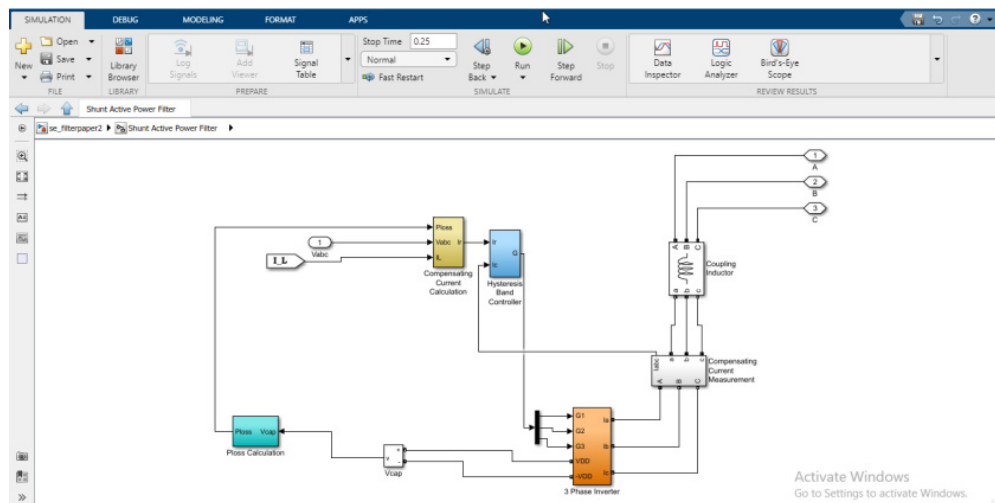 SIMULATION DEBUG MODELING FORMAT APPS
New
Open
Save
Print
FILE
Library Browser
LIBRARY
Log Signals
Add Viewer
Signal Table
PREPARE
Stop Time 0.25
Normal
Fast Restart
Step Back
Run
Step Forward
Stop
SIMULATE
Data Inspector
Logic Analyzer
Bird's-Eye Scope
REVIEW RESULTS
Shunt Active Power Filter
se_filterpaper2 Shunt Active Power Filter
1
A
2
B
3
C
1
Vabc
I_L
Ploss
Vabc Ir
IL
Compensating
Current
Calculation
Ir
G
Ic
Hysteresis
Band
Controller
A B C
a b c
Coupling
Inductor
Iabc a b c
A B C
Compensating
Current
Measurement
Ploss Vcap
Ploss Calculation
+
v
-
Vcap
G1 Ia
G2
G3 Ib
VDD
-VDD Ic
3 Phase Inverter
Activate Windows
Go to Settings to activate Windows.